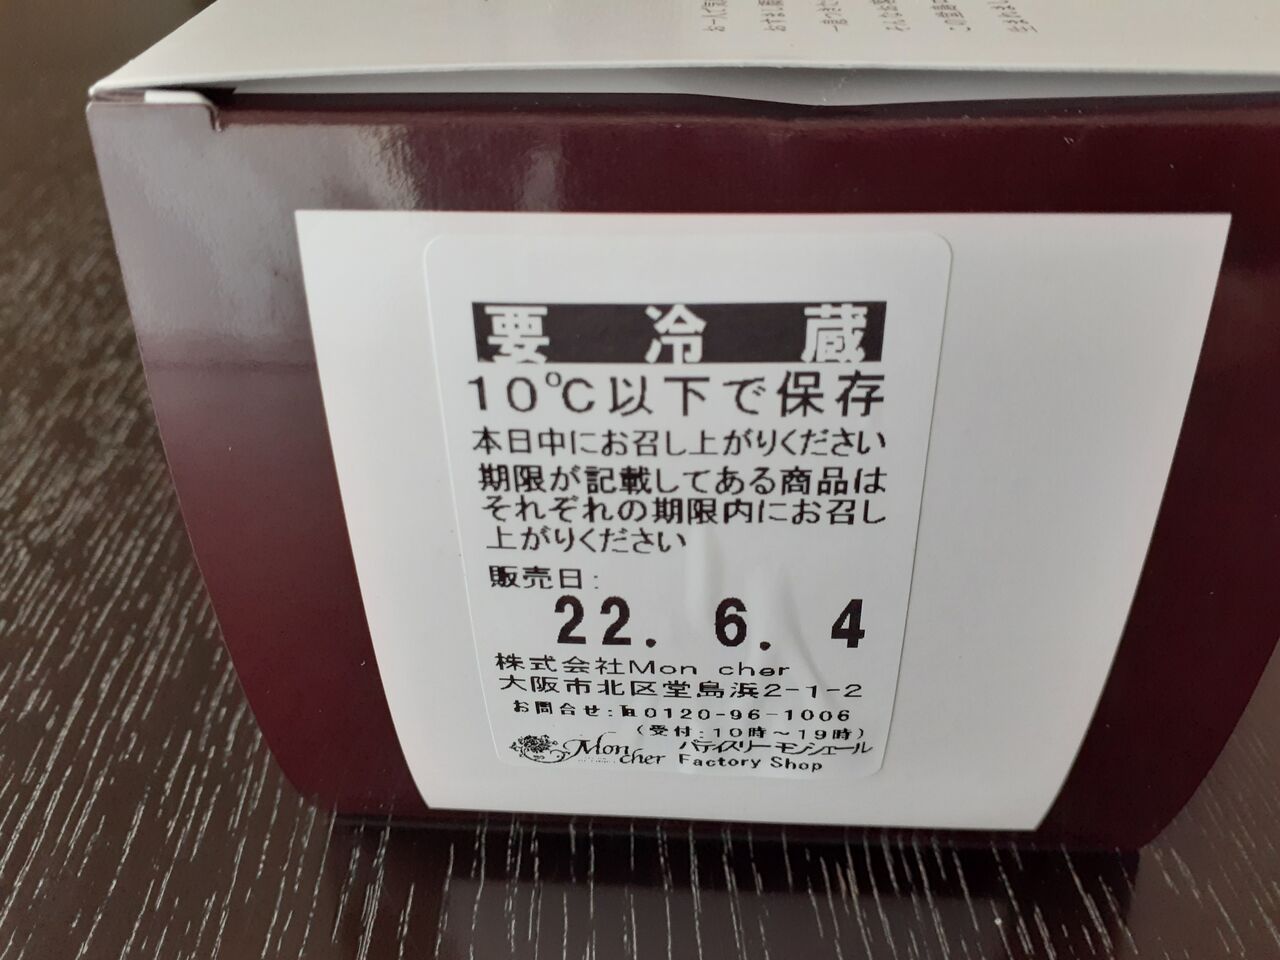 要冷蔵
10℃以下で保存
本日中にお召し上がりください
期限が記載してある商品は
それぞれの期限内にお召し
上がりください
販売日:
22. 6. 4
株式会社Mon cher
大阪市北区堂島浜2-1-2
お問合せ:℡0120-96-1006
(受付:10時~19時)
Mon cher
パティスリーモンシェール
Factory Shop